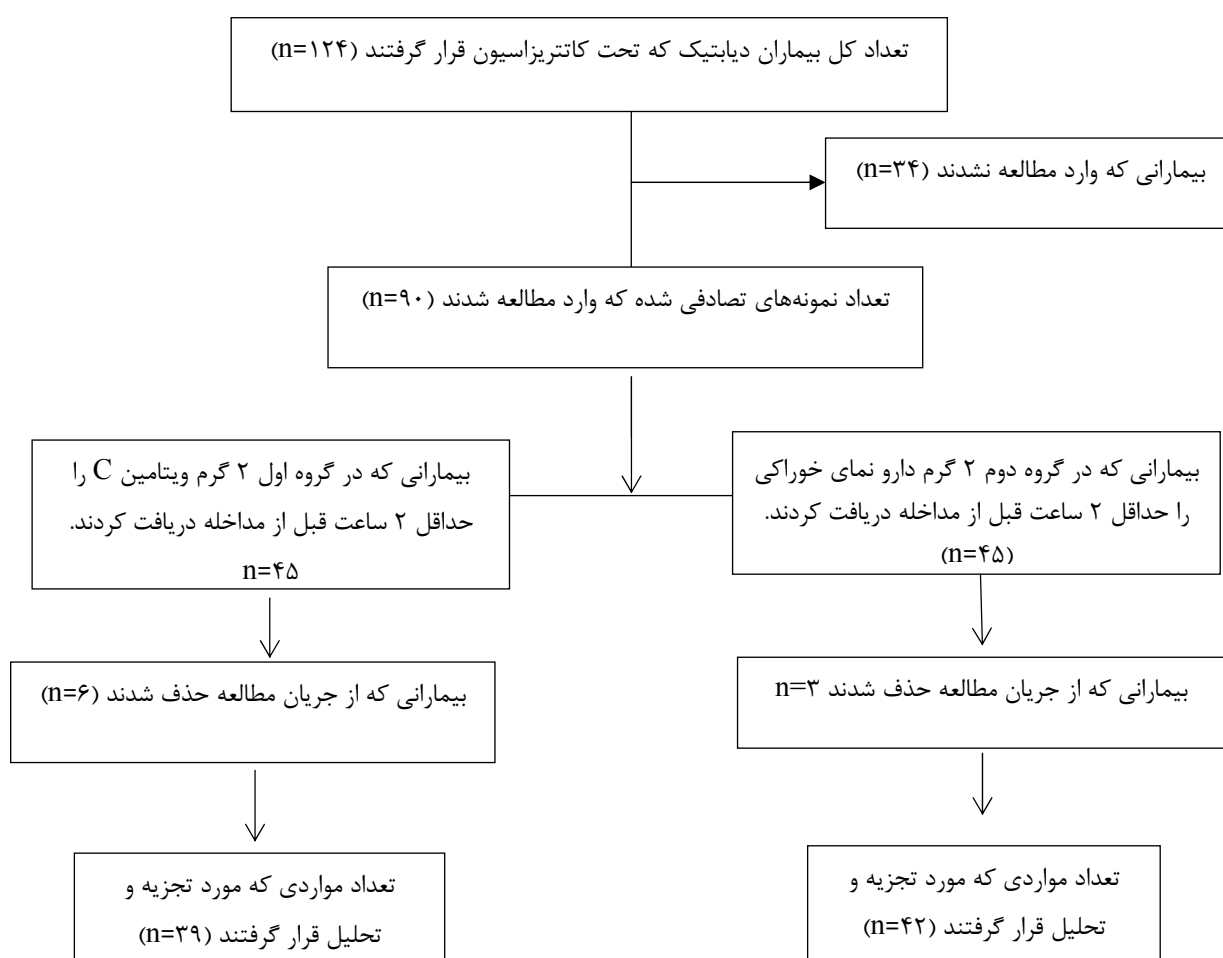 تعداد کل بیماران دیابتیک که تحت کاتتریزاسیون قرار گرفتند (n=۱۲۴)
بیمارانی که وارد مطالعه نشدند (n=۳۴)
تعداد نمونه‌های تصادفی شده که وارد مطالعه شدند (n=۹۰)
بیمارانی که در گروه دوم ۲ گرم دارو نمای خوراکی
را حداقل ۲ ساعت قبل از مداخله دریافت کردند.
(n=۴۵)
بیمارانی که در گروه اول ۲ گرم ویتامین C را
حداقل ۲ ساعت قبل از مداخله دریافت کردند.
n=۴۵
بیمارانی که از جریان مطالعه حذف شدند n=۳
بیمارانی که از جریان مطالعه حذف شدند (n=۶)
تعداد مواردی که مورد تجزیه و
تحلیل قرار گرفتند (n=۴۲)
تعداد مواردی که مورد تجزیه و
تحلیل قرار گرفتند (n=۳۹)